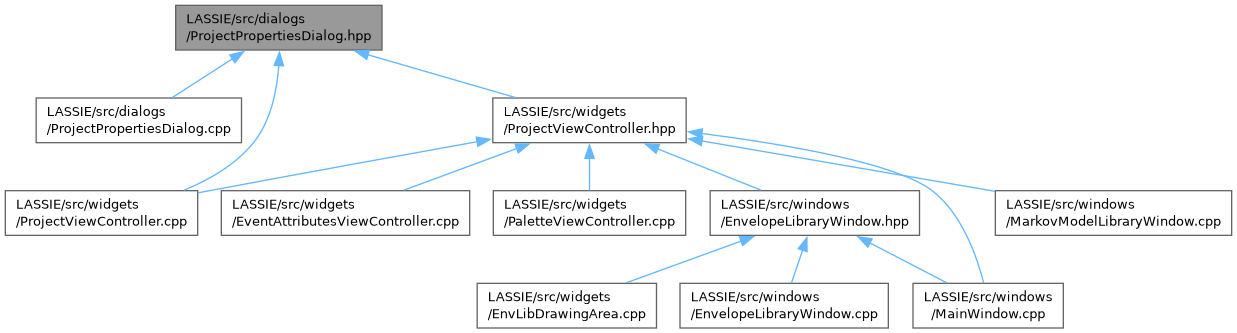 LASSIE/src/dialogs
/ProjectPropertiesDialog.hpp
LASSIE/src/dialogs
/ProjectPropertiesDialog.cpp
LASSIE/src/widgets
/ProjectViewController.hpp
LASSIE/src/widgets
/ProjectViewController.cpp
LASSIE/src/widgets
/EventAttributesViewController.cpp
LASSIE/src/widgets
/PaletteViewController.cpp
LASSIE/src/windows
/EnvelopeLibraryWindow.hpp
LASSIE/src/windows
/MarkovModelLibraryWindow.cpp
LASSIE/src/widgets
/EnvLibDrawingArea.cpp
LASSIE/src/windows
/EnvelopeLibraryWindow.cpp
LASSIE/src/windows
/MainWindow.cpp